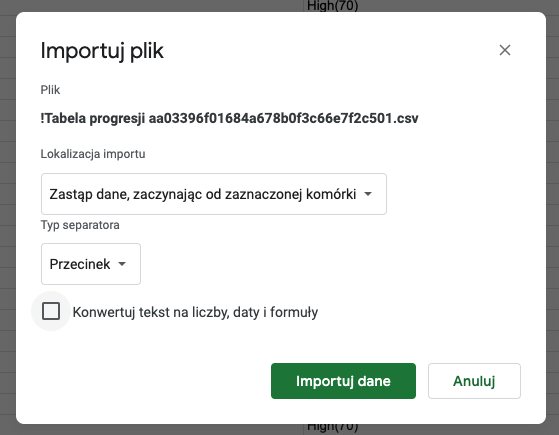 High(70)
Importuj plik
Plik
!Tabela progresji aa03396f01684a678b0f3c66e7f2c501.csv
Lokalizacja importu
Zastąp dane, zaczynając od zaznaczonej komórki
Typ separatora
Przecinek
Konwertuj tekst na liczby, daty i formuły
Importuj dane
Anuluj
High(70)